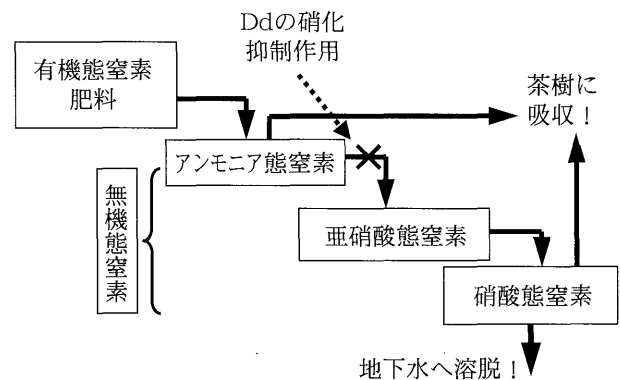 Ddの硝化
抑制作用
有機態窒素
肥料
茶樹に
吸収！
アンモニア態窒素
無機態窒素
亜硝酸態窒素
硝酸態窒素
地下水へ溶脱！